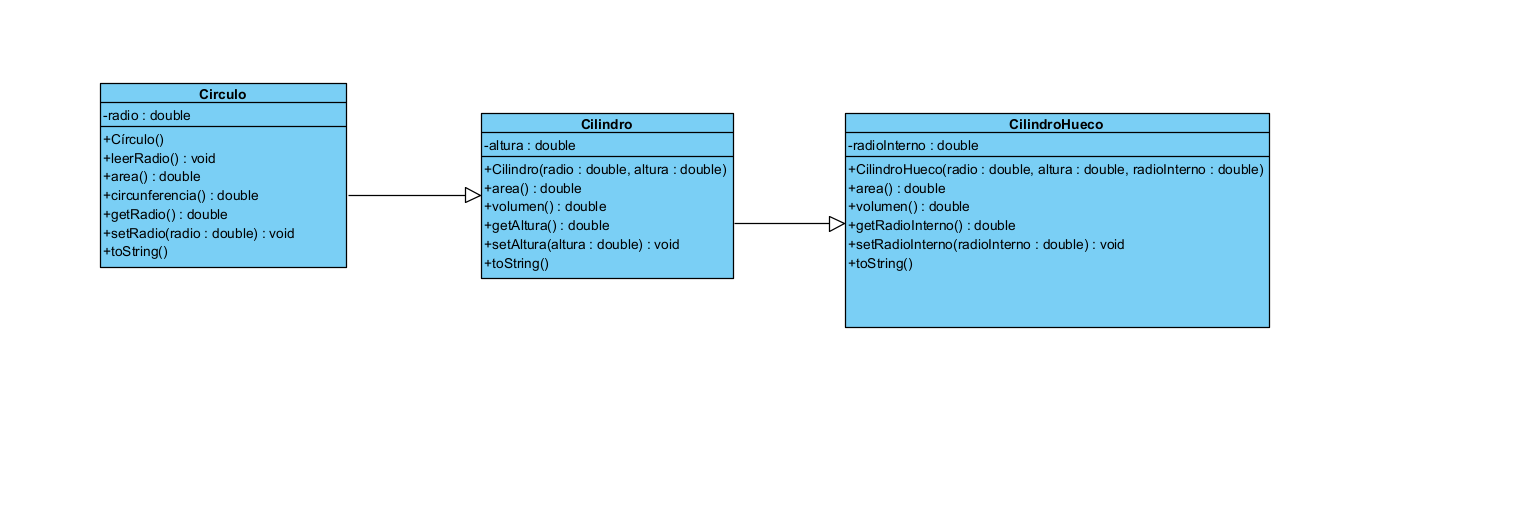 Circulo
-radio : double
+Círculo()
+leerRadio() : void
+area() : double
+circunferencia() : double
+getRadio() : double
+setRadio(radio : double) : void
+toString()
Cilindro
-altura : double
+Cilindro(radio : double, altura : double)
+area() : double
+volumen() : double
+getAltura() : double
+setAltura(altura : double) : void
+toString()
CilindroHueco
-radioInterno : double
+CilindroHueco(radio : double, altura : double, radioInterno : double)
+area() : double
+volumen() : double
+getRadioInterno() : double
+setRadioInterno(radioInterno : double) : void
+toString()